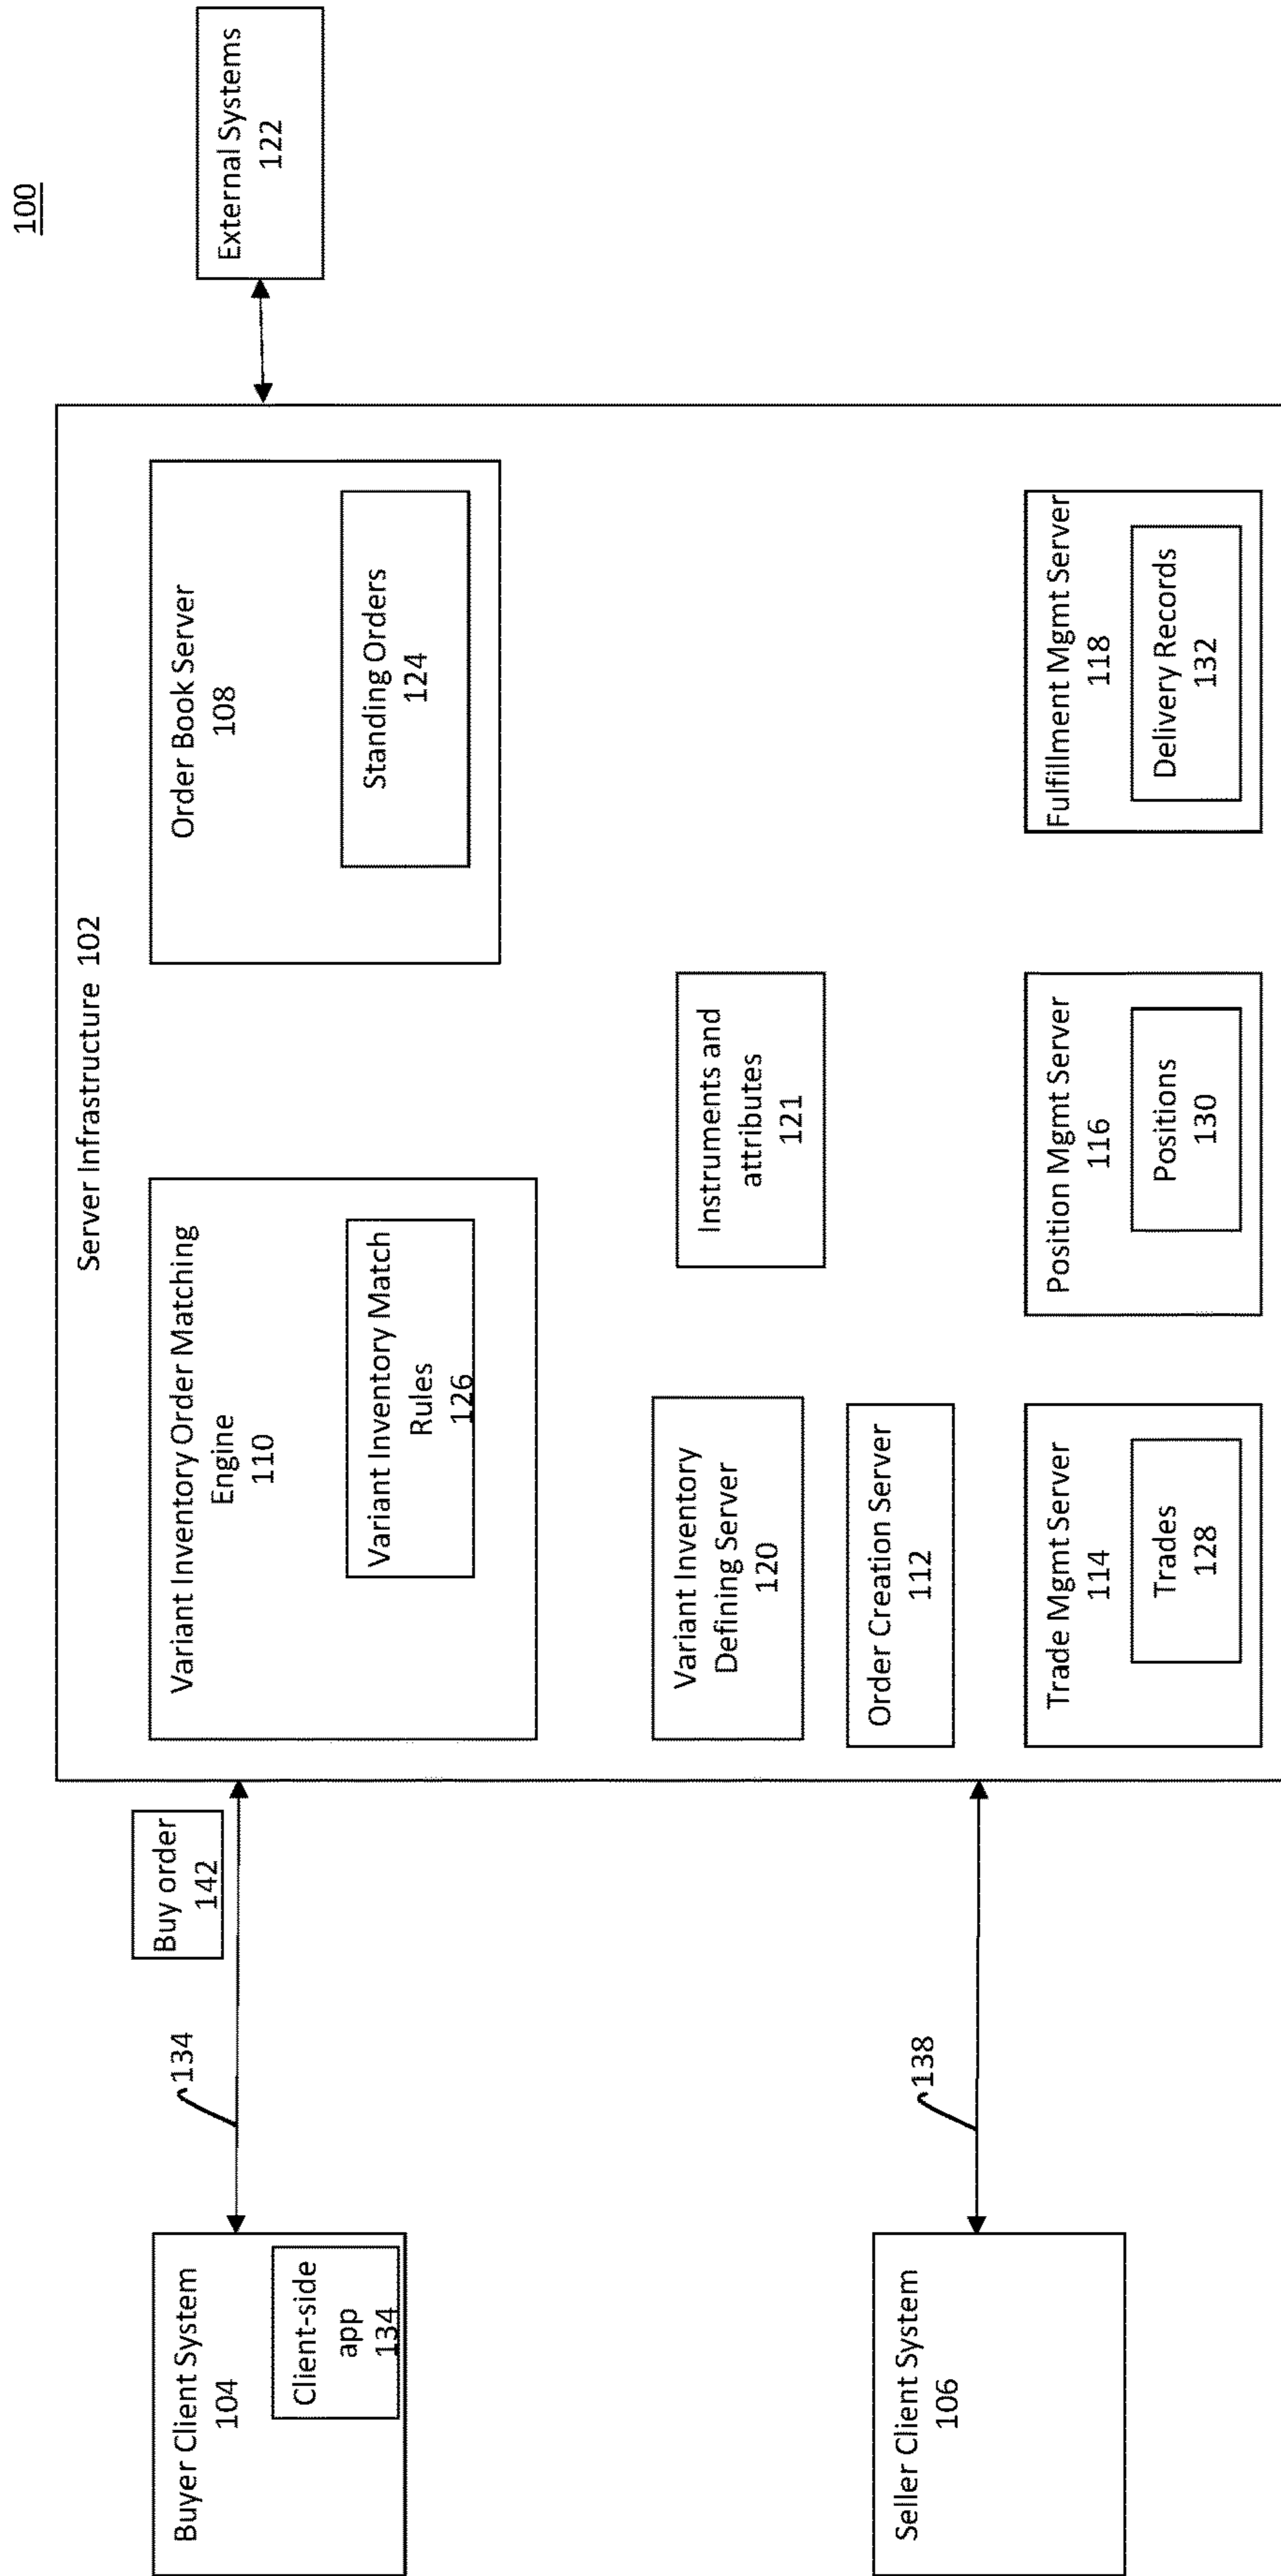 100
Server Infrastructure 102
External Systems
122
Buyer Client System
104
Client-side
app
134
134
Buy order
142
Variant Inventory Order Matching
Engine
110
Variant Inventory Match
Rules
126
Order Book Server
108
Standing Orders
124
Variant Inventory
Defining Server
120
Instruments and
attributes
121
Order Creation Server
112
Seller Client System
106
138
Trade Mgmt Server
114
Trades
128
Position Mgmt Server
116
Positions
130
Fulfillment Mgmt Server
118
Delivery Records
132